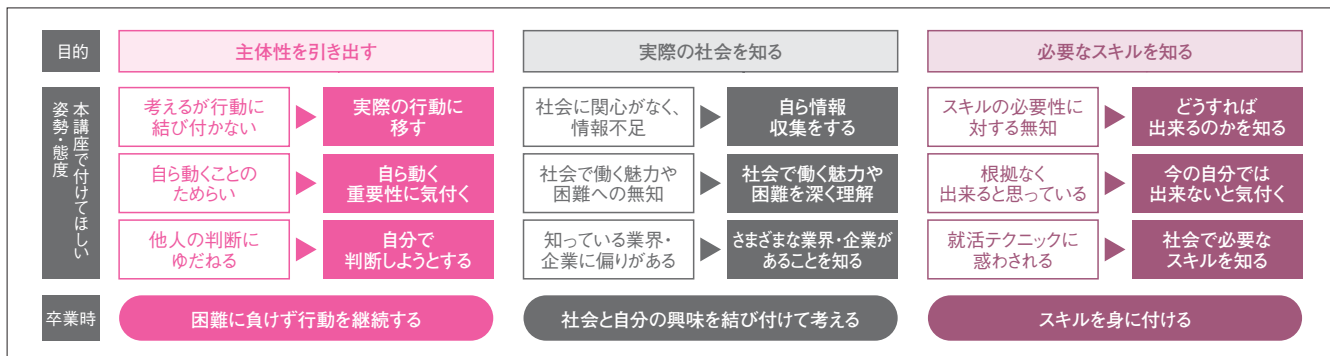 目的
主体性を引き出す
実際の社会を知る
必要なスキルを知る
本講座で付けてほしい
姿勢・態度
考えるが行動に
結び付かない
実際の行動に
移す
社会に関心がなく、
情報不足
自ら情報
収集をする
スキルの必要性に
対する無知
どうすれば
出来るのかを知る
自ら動くことの
ためらい
自ら動く
重要性に気付く
社会で働く魅力や
困難への無知
社会で働く魅力や
困難を深く理解
根拠なく
出来ると思っている
今の自分では
出来ないと気付く
他人の判断に
ゆだねる
自分で
判断しようとする
知っている業界・
企業に偏りがある
さまざまな業界・企業が
あることを知る
就活テクニックに
惑わされる
社会で必要な
スキルを知る
卒業時
困難に負けず行動を継続する
社会と自分の興味を結び付けて考える
スキルを身に付ける